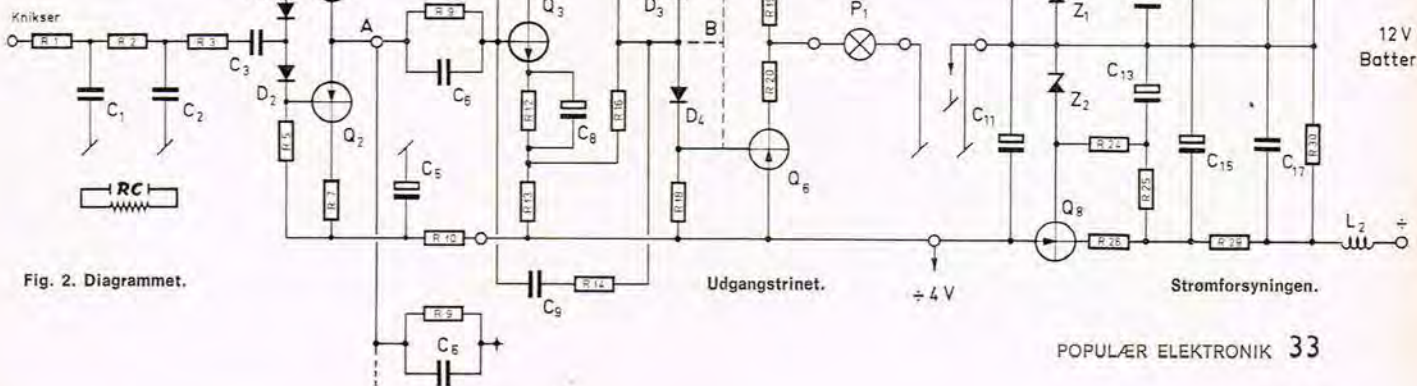 Knikser
R1
R2
R3
C3
C1
C2
D2
R5
Q2
R7
RC
A
R9
C6
C5
R10
Q3
R12
C8
R16
R13
D3
B
D4
R18
R20
Q6
P1
C9
R14
R9
C6
Z1
C13
Z2
C11
R24
R25
C15
C17
R30
Q8
R26
R29
L2
÷
12 V
Batter
÷ 4 V
Fig. 2. Diagrammet.
Udgangstrinet.
Strømforsyningen.
POPULÆR ELEKTRONIK 33